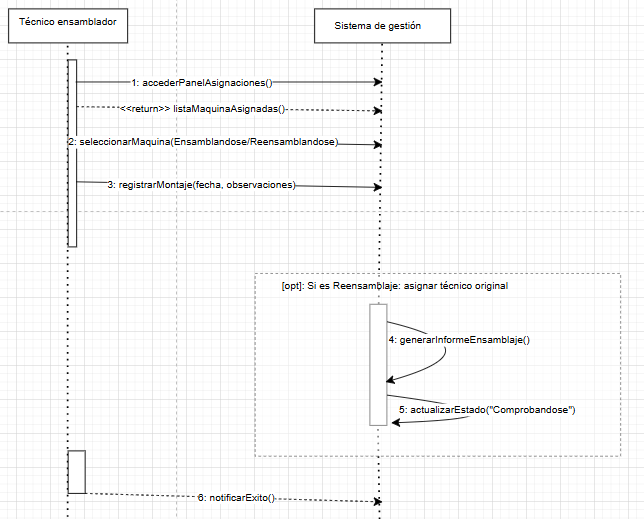 Técnico ensamblador
Sistema de gestión
1: accederPanelAsignaciones()
<<return>> listaMaquinaAsignadas()
2: seleccionarMaquina(Ensamblandose/Reensamblandose)
3: registrarMontaje(fecha, observaciones)
[opt]: Si es Reensamblaje: asignar técnico original
4: generarInformeEnsamblaje()
5: actualizarEstado("Comprobandose")
6: notificarExito()